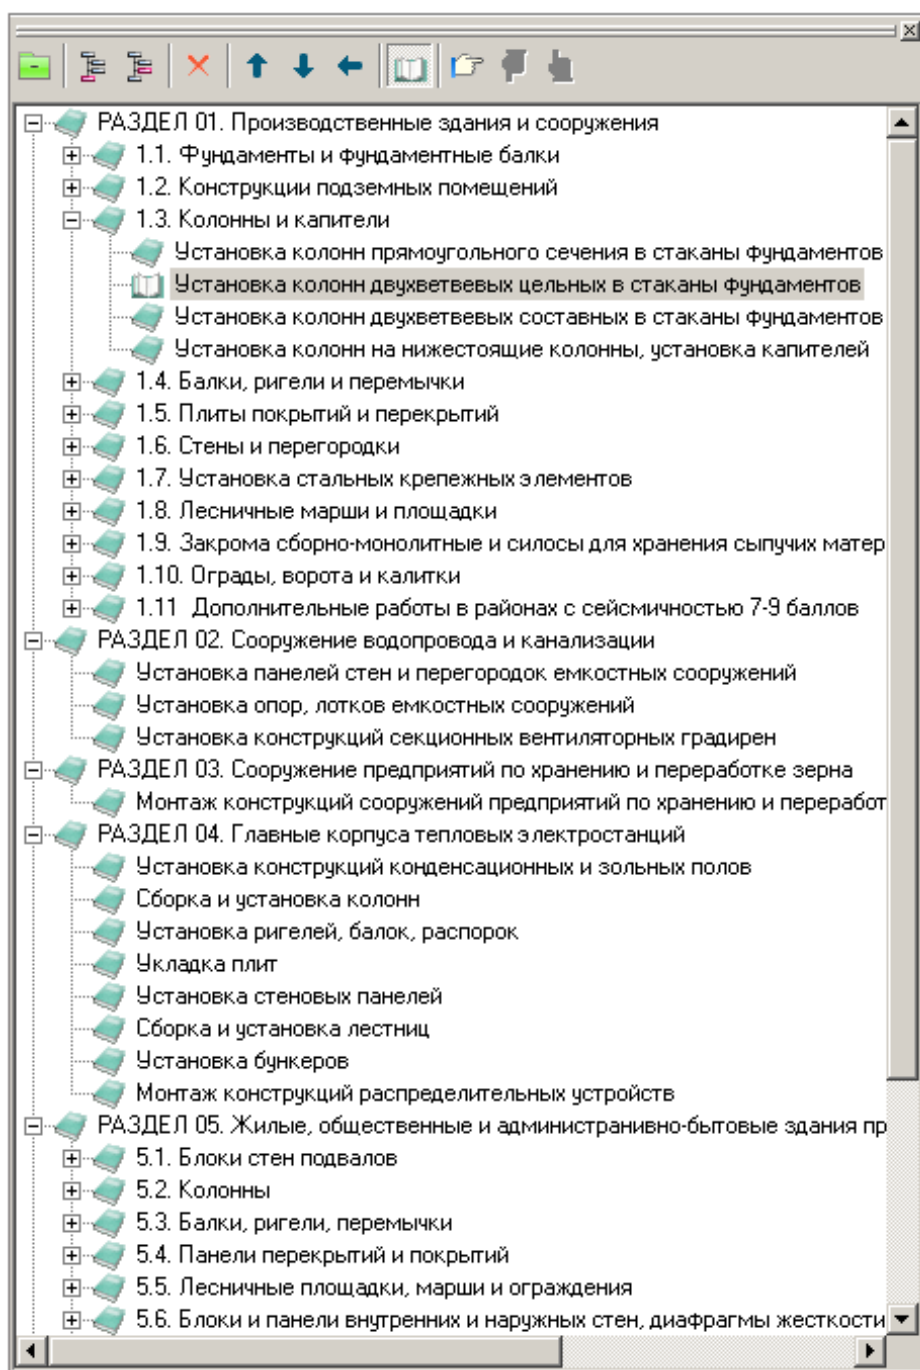 РАЗДЕЛ 01. Производственные здания и сооружения
1.1. Фундаменты и фундаментные балки
1.2. Конструкции подземных помещений
1.3. Колонны и капители
Установка колонн прямоугольного сечения в стаканы фундаментов
Установка колонн двухветвевых цельных в стаканы фундаментов
Установка колонн двухветвевых составных в стаканы фундаментов
Установка колонн на нижестоящие колонны, установка капителей
1.4. Балки, ригели и перемычки
1.5. Плиты покрытий и перекрытий
1.6. Стены и перегородки
1.7. Установка стальных крепежных элементов
1.8. Лесничные марши и площадки
1.9. Закрома сборно-монолитные и силосы для хранения сыпучих матер
1.10. Ограды, ворота и калитки
1.11 Дополнительные работы в районах с сейсмичностью 7-9 баллов
РАЗДЕЛ 02. Сооружение водопровода и канализации
Установка панелей стен и перегородок емкостных сооружений
Установка опор, лотков емкостных сооружений
Установка конструкций секционных вентиляторных градирен
РАЗДЕЛ 03. Сооружение предприятий по хранению и переработке зерна
Монтаж конструкций сооружений предприятий по хранению и переработ
РАЗДЕЛ 04. Главные корпуса тепловых электростанций
Установка конструкций конденсационных и зольных полов
Сборка и установка колонн
Установка ригелей, балок, распорок
Укладка плит
Установка стеновых панелей
Сборка и установка лестниц
Установка бункеров
Монтаж конструкций распределительных устройств
РАЗДЕЛ 05. Жилые, общественные и администранивно-бытовые здания пр
5.1. Блоки стен подвалов
5.2. Колонны
5.3. Балки, ригели, перемычки
5.4. Панели перекрытий и покрытий
5.5. Лесничные площадки, марши и ограждения
5.6. Блоки и панели внутренних и наружных стен, диафрагмы жесткости